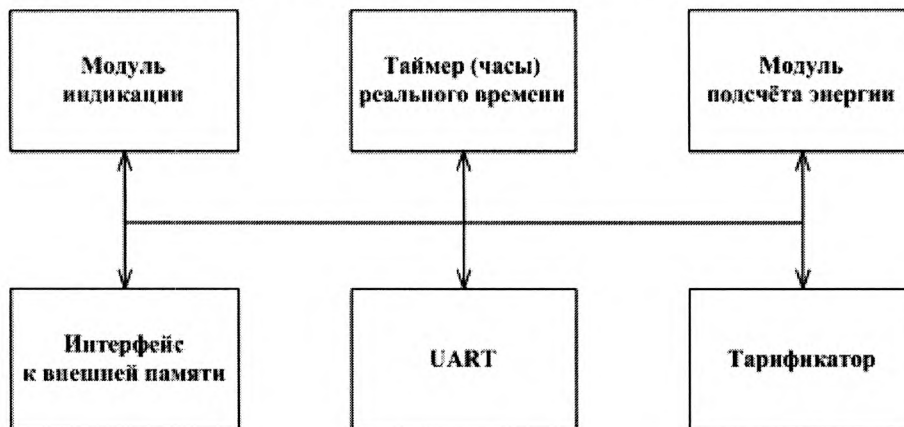 Модуль
индикации
Таймер (часы)
реального времени
Модуль
подсчёта энергии
Интерфейс
к внешней памяти
UART
Тарификатор